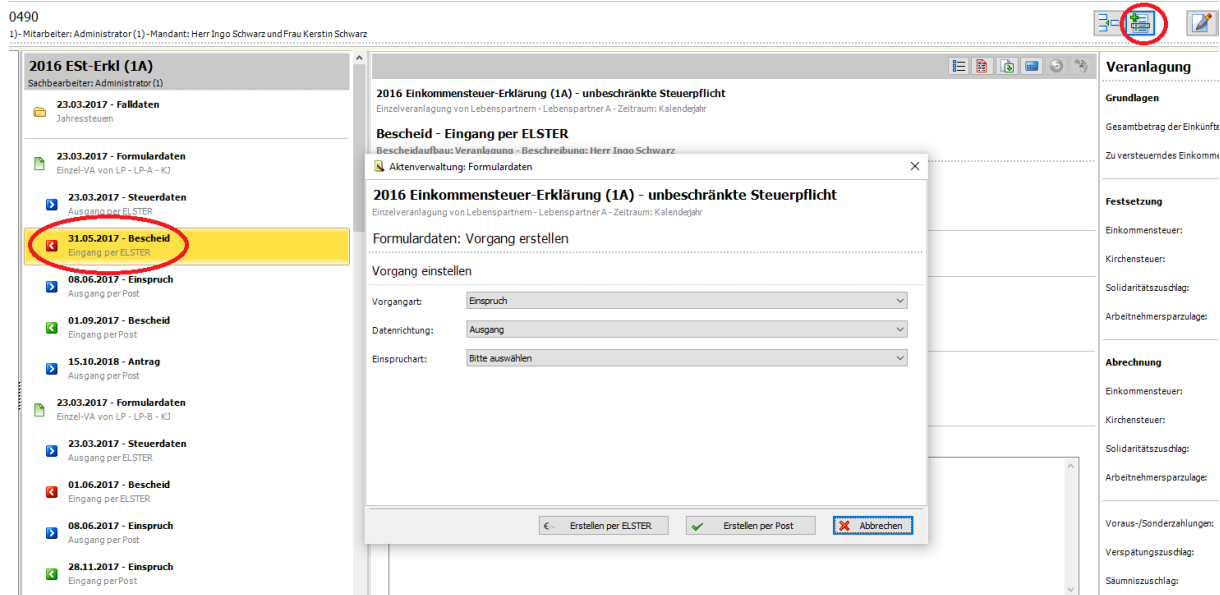 0490
1)-Mitarbeiter: Administrator (1) -Mandant: Herr Ingo Schwarz und Frau Kerstin Schwarz
2016 ESt-Erkl (1A)
Sachbearbeiter: Administrator (1)
23.03.2017 - Falldaten
Jahressteuern
23.03.2017 - Formulardaten
Einzel-VA von LP - LP-A - KJ
23.03.2017 - Steuerdaten
Ausgang per ELSTER
31.05.2017 - Bescheid
Eingang per ELSTER
08.06.2017 - Einspruch
Ausgang per Post
01.09.2017 - Bescheid
Eingang per Post
15.10.2018 - Antrag
Ausgang per Post
23.03.2017 - Formulardaten
Einzel-VA von LP - LP-B - KJ
23.03.2017 - Steuerdaten
Ausgang per ELSTER
01.06.2017 - Bescheid
Eingang per ELSTER
08.06.2017 - Einspruch
Ausgang per Post
28.11.2017 - Einspruch
Eingang per Post
2016 Einkommensteuer-Erklärung (1A) - unbeschränkte Steuerpflicht
Einzelveranlagung von Lebenspartnern - Lebenspartner A - Zeitraum: Kalenderjahr
Bescheid - Eingang per ELSTER
Bescheidaufbau: Veranlagung - Beschreibung: Herr Ingo Schwarz
Aktenverwaltung: Formulardaten
2016 Einkommensteuer-Erklärung (1A) - unbeschränkte Steuerpflicht
Einzelveranlagung von Lebenspartnern - Lebenspartner A - Zeitraum: Kalenderjahr
Formulardaten: Vorgang erstellen
Vorgang einstellen
Vorgangart: Einspruch
Datenrichtung: Ausgang
Einspruchart: Bitte auswählen
Erstellen per ELSTER Erstellen per Post Abbrechen
Veranlagung
Grundlagen
Gesamtbetrag der Einkünfte
Zu versteuerndes Einkomme
Festsetzung
Einkommensteuer:
Kirchensteuer:
Solidaritätszuschlag:
Arbeitnehmersparzulage:
Abrechnung
Einkommensteuer:
Kirchensteuer:
Solidaritätszuschlag:
Arbeitnehmersparzulage:
Voraus-/Sonderzahlungen:
Verspätungszuschlag:
Säumniszuschlag: